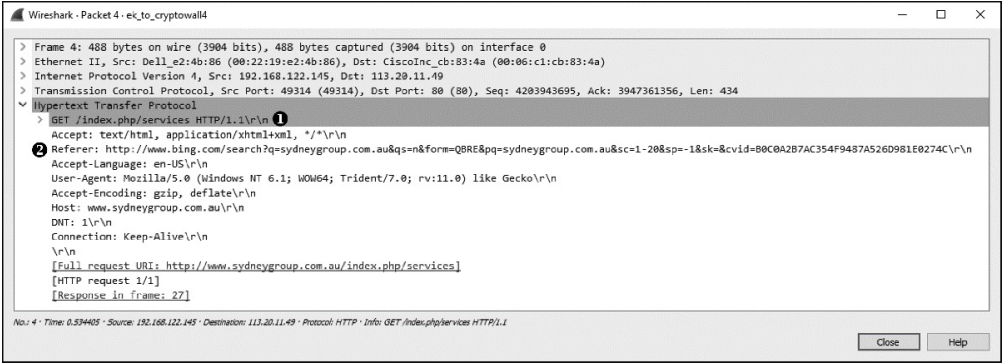 Wireshark · Packet 4 · ek_to_cryptowall4
> Frame 4: 488 bytes on wire (3904 bits), 488 bytes captured (3904 bits) on interface 0
> Ethernet II, Src: Dell_e2:4b:86 (00:22:19:e2:4b:86), Dst: CiscoInc_cb:83:4a (00:06:c1:cb:83:4a)
> Internet Protocol Version 4, Src: 192.168.122.145, Dst: 113.20.11.49
> Transmission Control Protocol, Src Port: 49314 (49314), Dst Port: 80 (80), Seq: 4203943695, Ack: 3947361356, Len: 434
Hypertext Transfer Protocol
> GET /index.php/services HTTP/1.1\r\n ❶
Accept: text/html, application/xhtml+xml, */*\r\n
❷ Referer: http://www.bing.com/search?q=sydneygroup.com.au&qs=n&form=QBRE&pq=sydneygroup.com.au&sc=1-20&sp=-1&sk=&cvid=B0C0A2B7AC354F9487A526D981E0274C\r\n
Accept-Language: en-US\r\n
User-Agent: Mozilla/5.0 (Windows NT 6.1; WOW64; Trident/7.0; rv:11.0) like Gecko\r\n
Accept-Encoding: gzip, deflate\r\n
Host: www.sydneygroup.com.au\r\n
DNT: 1\r\n
Connection: Keep-Alive\r\n
\r\n
[Full request URI: http://www.sydneygroup.com.au/index.php/services]
[HTTP request 1/1]
[Response in frame: 27]
No.: 4 · Time: 0.534405 · Source: 192.168.122.145 · Destination: 113.20.11.49 · Protocol: HTTP · Info: GET /index.php/services HTTP/1.1
Close Help